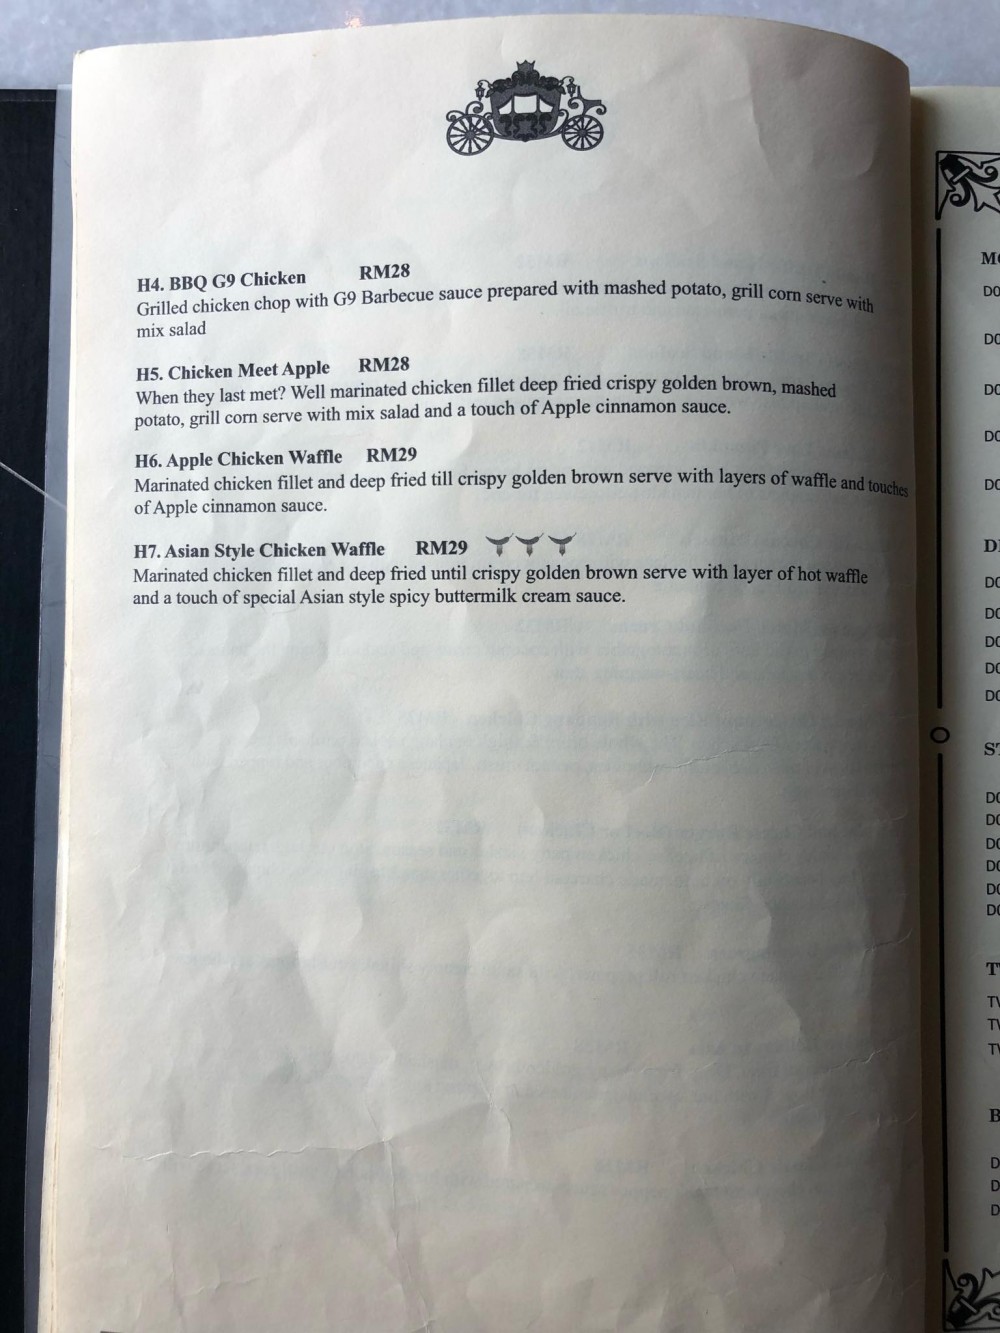 H4. BBQ G9 Chicken RM28
Grilled chicken chop with G9 Barbecue sauce prepared with mashed potato, grill corn serve with
mix salad
H5. Chicken Meet Apple RM28
When they last met? Well marinated chicken fillet deep fried crispy golden brown, mashed
potato, grill corn serve with mix salad and a touch of Apple cinnamon sauce.
H6. Apple Chicken Waffle RM29
Marinated chicken fillet and deep fried till crispy golden brown serve with layers of waffle and touches
of Apple cinnamon sauce.
H7. Asian Style Chicken Waffle RM29
Marinated chicken fillet and deep fried until crispy golden brown serve with layer of hot waffle
and a touch of special Asian style spicy buttermilk cream sauce.